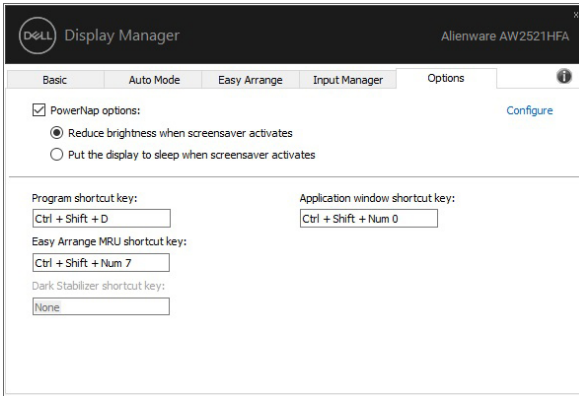 DELL Display Manager
Alienware AW2521HFA
Basic Auto Mode Easy Arrange Input Manager Options
PowerNap options: Configure
Reduce brightness when screensaver activates
Put the display to sleep when screensaver activates
Program shortcut key: Application window shortcut key:
Ctrl + Shift + D Ctrl + Shift + Num 0
Easy Arrange MRU shortcut key:
Ctrl + Shift + Num 7
Dark Stabilizer shortcut key:
None